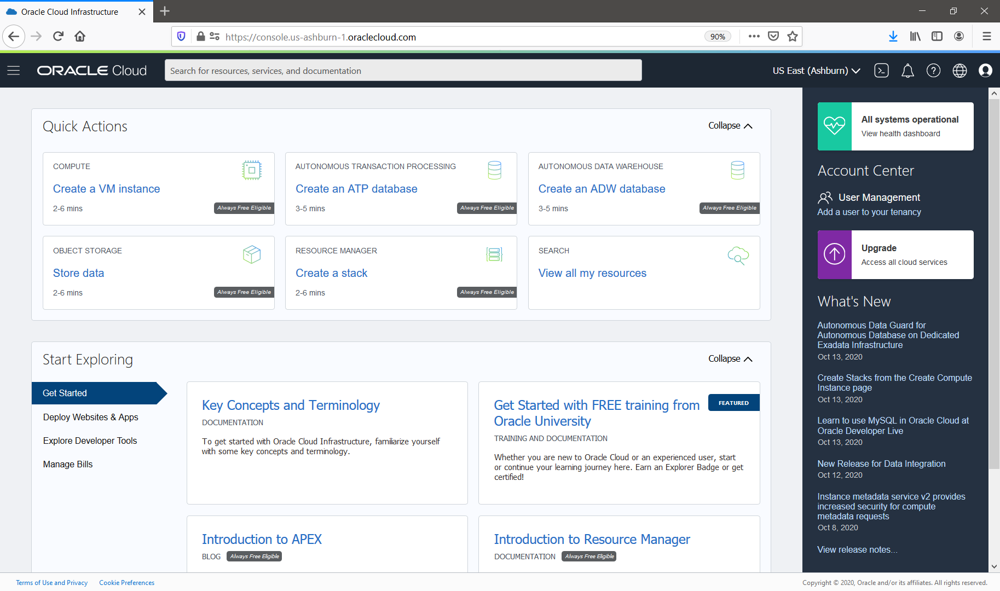 Oracle Cloud Infrastructure
https://console.us-ashburn-1.oraclecloud.com
90%
ORACLE Cloud
Search for resources, services, and documentation
US East (Ashburn)
Quick Actions
Collapse
COMPUTE
Create a VM instance
2-6 mins
Always Free Eligible
AUTONOMOUS TRANSACTION PROCESSING
Create an ATP database
3-5 mins
Always Free Eligible
AUTONOMOUS DATA WAREHOUSE
Create an ADW database
3-5 mins
Always Free Eligible
OBJECT STORAGE
Store data
2-6 mins
Always Free Eligible
RESOURCE MANAGER
Create a stack
2-6 mins
Always Free Eligible
SEARCH
View all my resources
Start Exploring
Collapse
Get Started
Deploy Websites & Apps
Explore Developer Tools
Manage Bills
Key Concepts and Terminology
DOCUMENTATION
To get started with Oracle Cloud Infrastructure, familiarize yourself
with some key concepts and terminology.
Get Started with FREE training from
Oracle University
FEATURED
TRAINING AND DOCUMENTATION
Whether you are new to Oracle Cloud or an experienced user, start
or continue your learning journey here. Earn an Explorer Badge or get
certified!
Introduction to APEX
BLOG
Always Free Eligible
Introduction to Resource Manager
DOCUMENTATION
Always Free Eligible
All systems operational
View health dashboard
Account Center
User Management
Add a user to your tenancy
Upgrade
Access all cloud services
What's New
Autonomous Data Guard for
Autonomous Database on Dedicated
Exadata Infrastructure
Oct 13, 2020
Create Stacks from the Create Compute
Instance page
Oct 13, 2020
Learn to use MySQL in Oracle Cloud at
Oracle Developer Live
Oct 13, 2020
New Release for Data Integration
Oct 12, 2020
Instance metadata service v2 provides
increased security for compute
metadata requests
Oct 8, 2020
View release notes...
Terms of Use and Privacy
Cookie Preferences
Copyright © 2020, Oracle and/or its affiliates. All rights reserved.